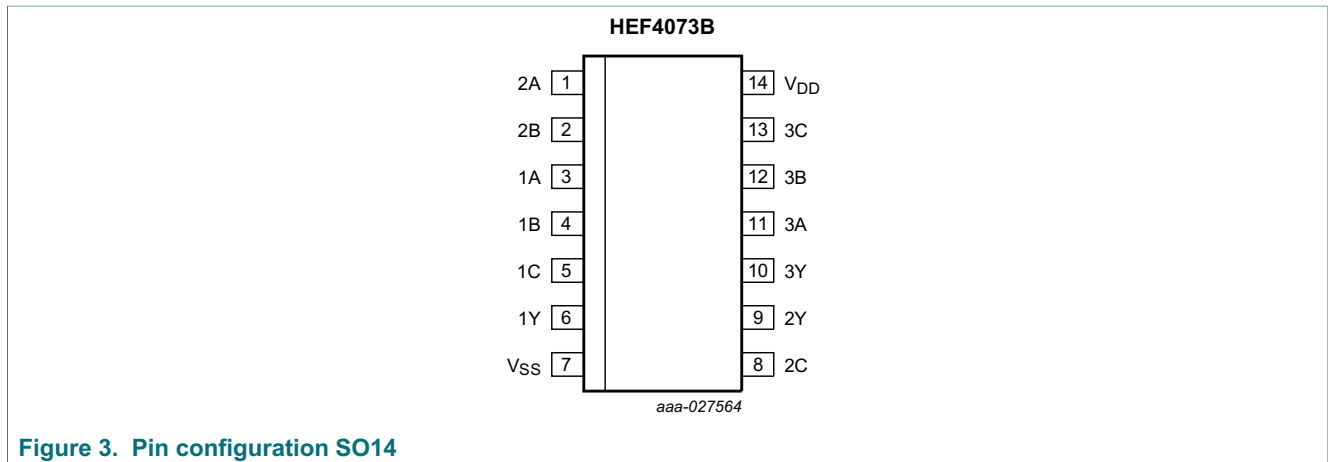 HEF4073B
2A 1 14 VDD
2B 2 13 3C
1A 3 12 3B
1B 4 11 3A
1C 5 10 3Y
1Y 6 9 2Y
VSS 7 8 2C
aaa-027564
Figure 3. Pin configuration SO14